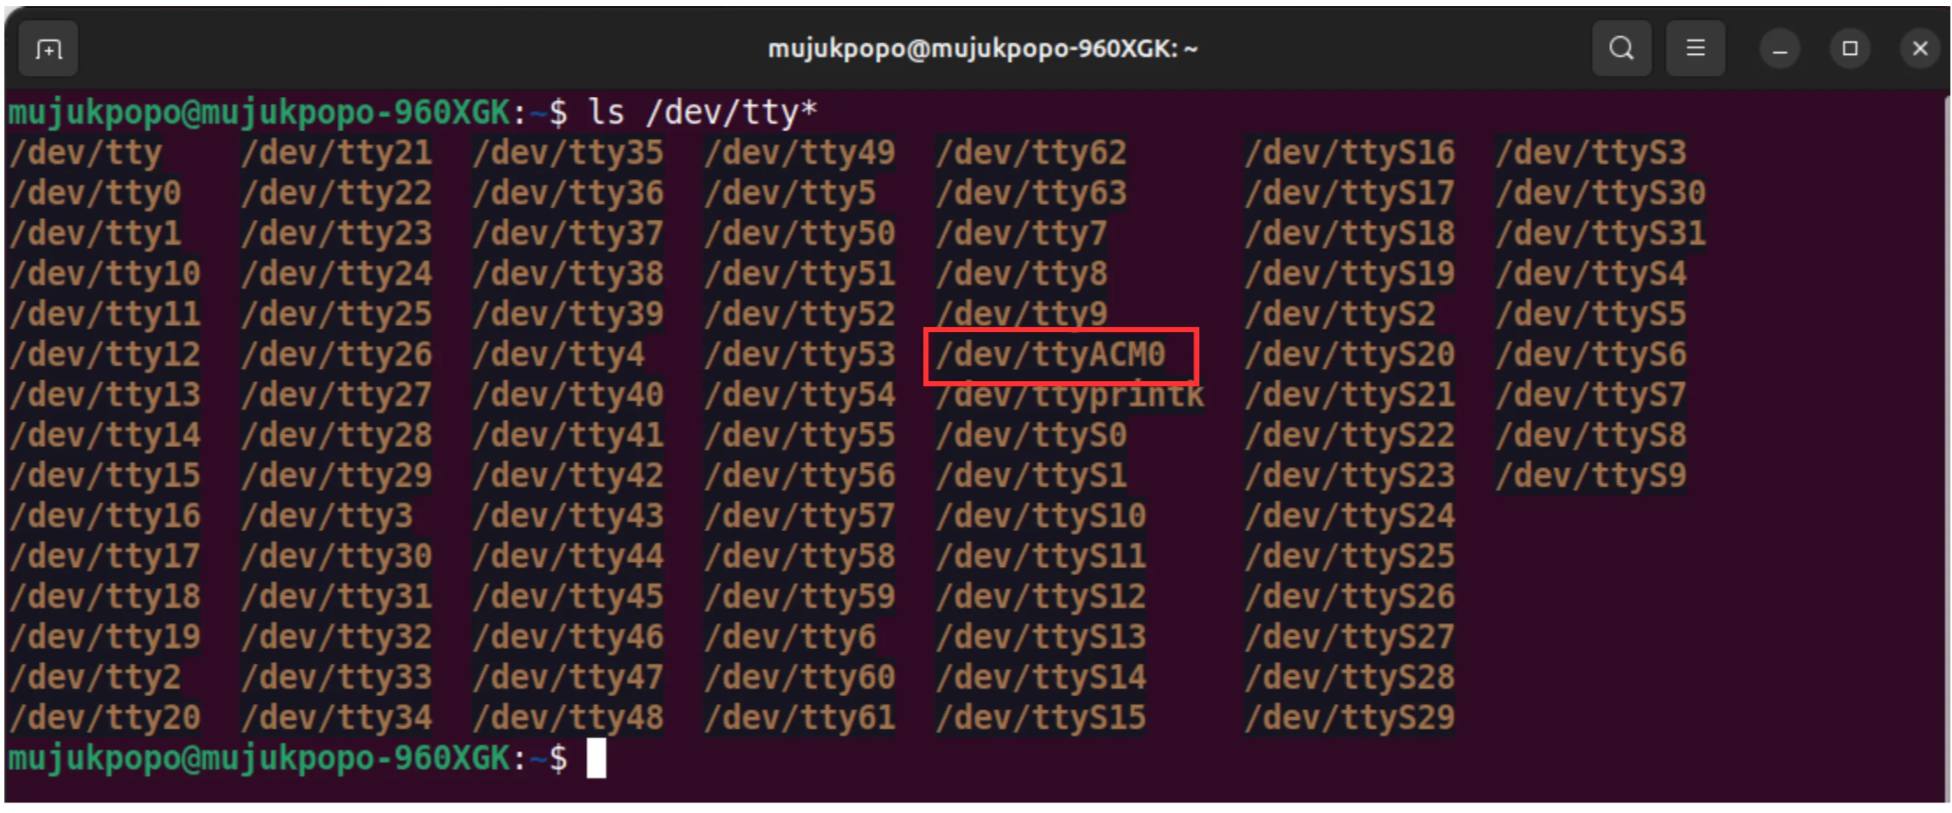 mujukpopo@mujukpopo-960XGK: ~
mujukpopo@mujukpopo-960XGK:~$ ls /dev/tty*
/dev/tty /dev/tty21 /dev/tty35 /dev/tty49 /dev/tty62 /dev/ttyS16 /dev/ttyS3
/dev/tty0 /dev/tty22 /dev/tty36 /dev/tty5 /dev/tty63 /dev/ttyS17 /dev/ttyS30
/dev/tty1 /dev/tty23 /dev/tty37 /dev/tty50 /dev/tty7 /dev/ttyS18 /dev/ttyS31
/dev/tty10 /dev/tty24 /dev/tty38 /dev/tty51 /dev/tty8 /dev/ttyS19 /dev/ttyS4
/dev/tty11 /dev/tty25 /dev/tty39 /dev/tty52 /dev/tty9 /dev/ttyS2 /dev/ttyS5
/dev/tty12 /dev/tty26 /dev/tty4 /dev/tty53 /dev/ttyACM0 /dev/ttyS20 /dev/ttyS6
/dev/tty13 /dev/tty27 /dev/tty40 /dev/tty54 /dev/ttyprintk /dev/ttyS21 /dev/ttyS7
/dev/tty14 /dev/tty28 /dev/tty41 /dev/tty55 /dev/ttyS0 /dev/ttyS22 /dev/ttyS8
/dev/tty15 /dev/tty29 /dev/tty42 /dev/tty56 /dev/ttyS1 /dev/ttyS23 /dev/ttyS9
/dev/tty16 /dev/tty3 /dev/tty43 /dev/tty57 /dev/ttyS10 /dev/ttyS24
/dev/tty17 /dev/tty30 /dev/tty44 /dev/tty58 /dev/ttyS11 /dev/ttyS25
/dev/tty18 /dev/tty31 /dev/tty45 /dev/tty59 /dev/ttyS12 /dev/ttyS26
/dev/tty19 /dev/tty32 /dev/tty46 /dev/tty6 /dev/ttyS13 /dev/ttyS27
/dev/tty2 /dev/tty33 /dev/tty47 /dev/tty60 /dev/ttyS14 /dev/ttyS28
/dev/tty20 /dev/tty34 /dev/tty48 /dev/tty61 /dev/ttyS15 /dev/ttyS29
mujukpopo@mujukpopo-960XGK:~$